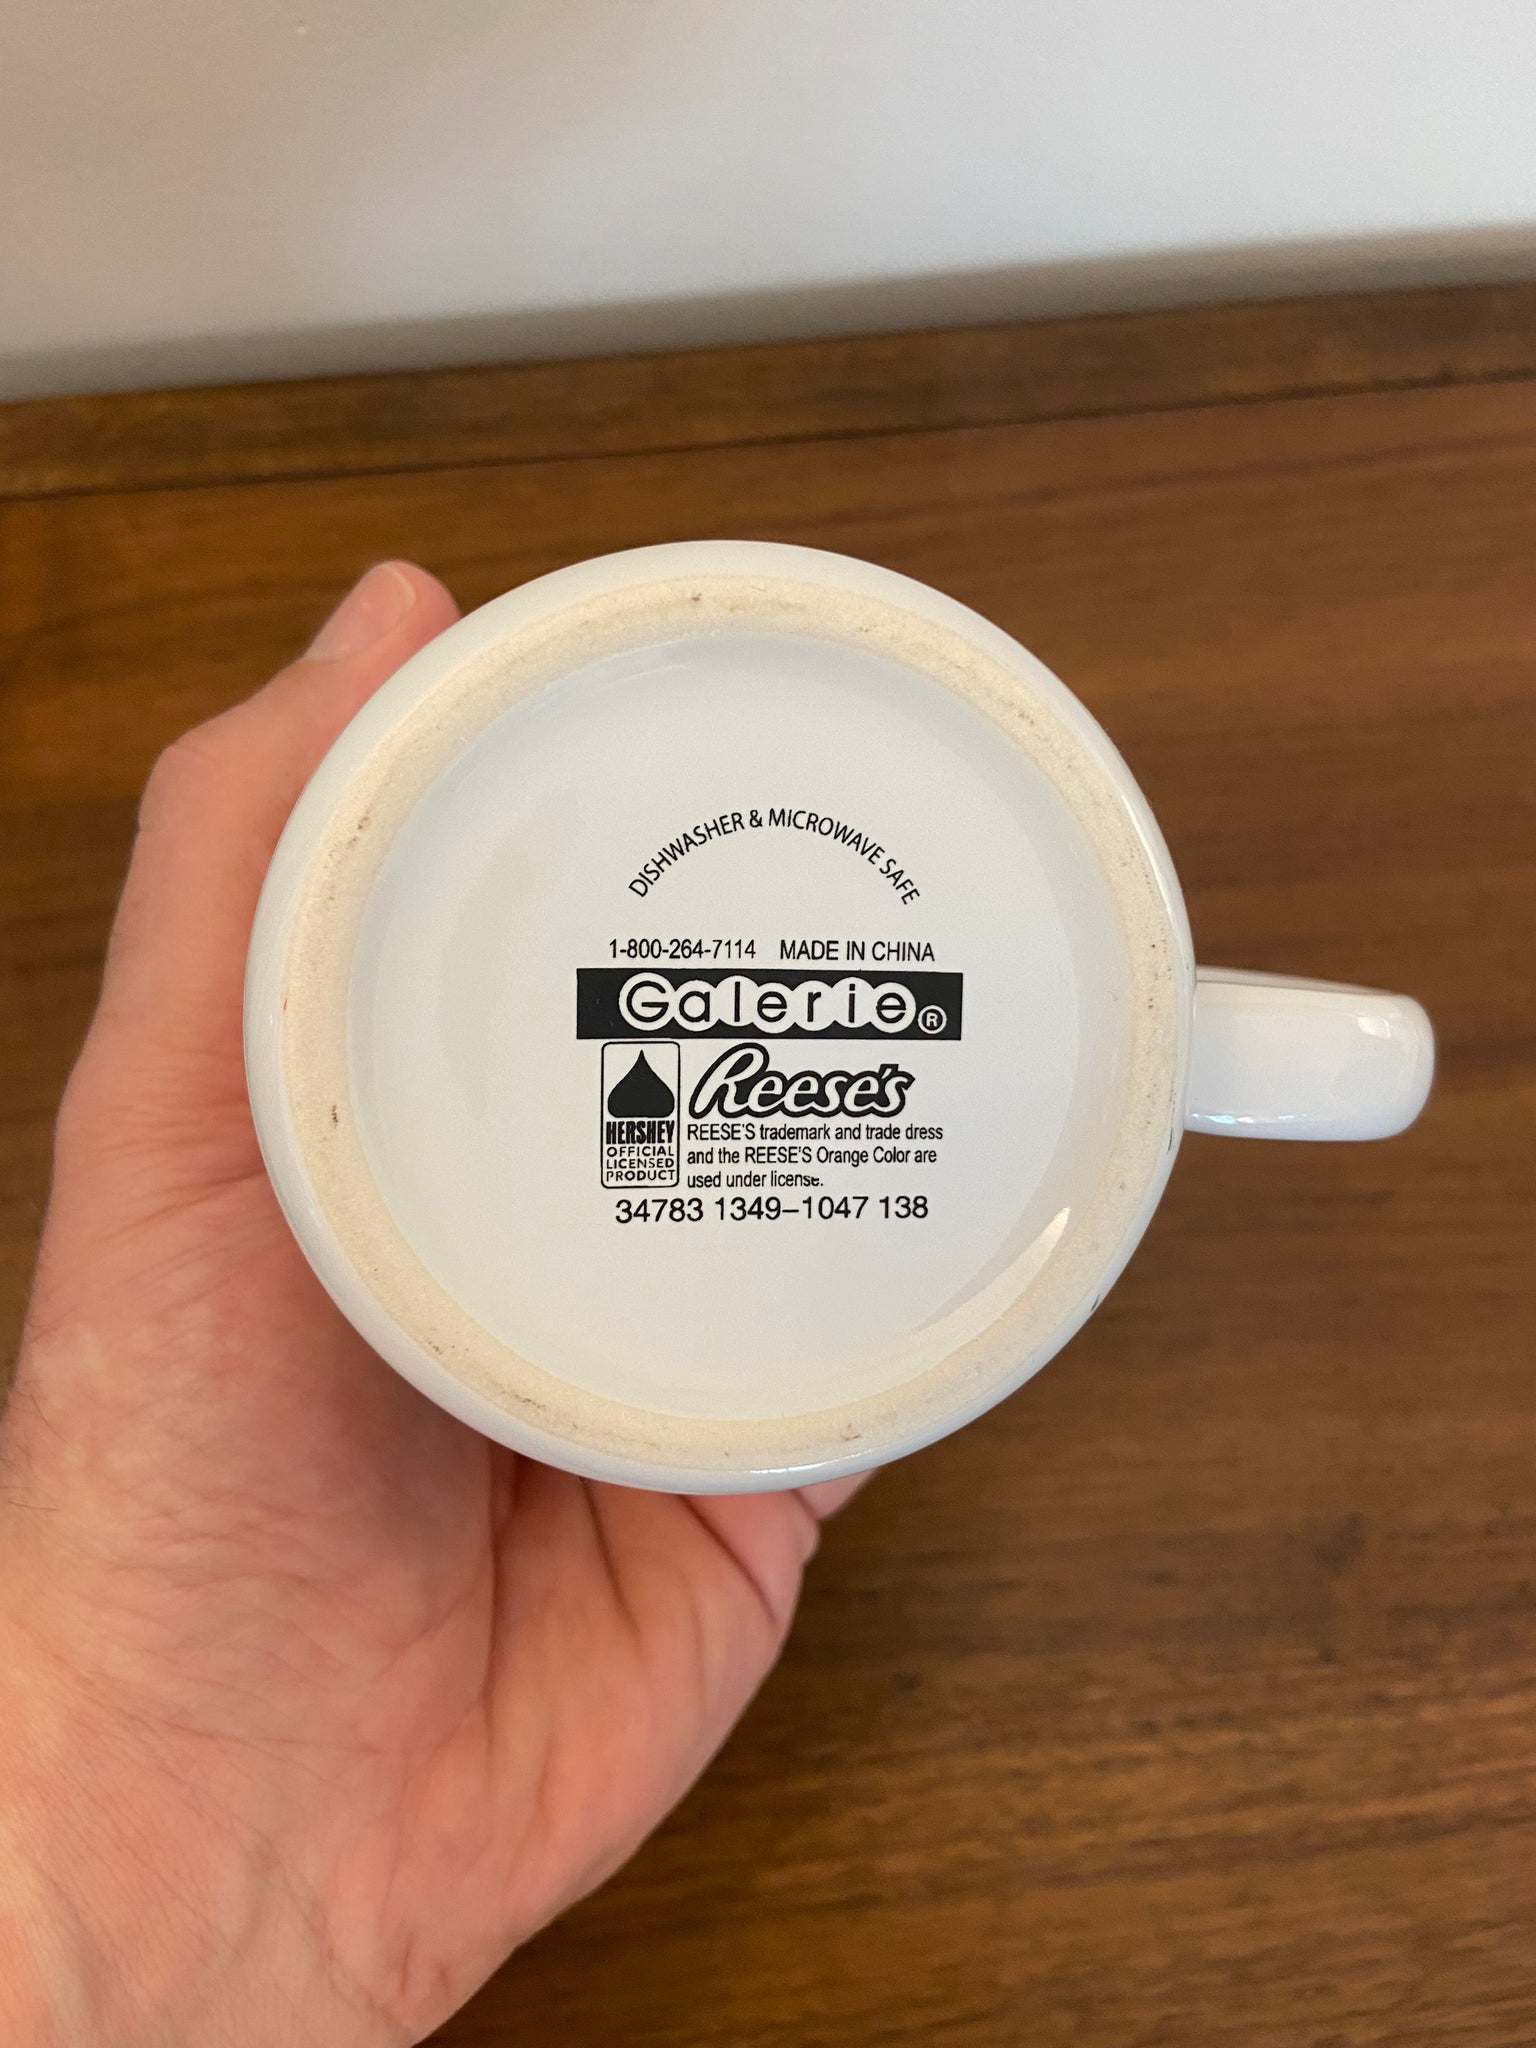 DISHWASHER & MICROWAVE SAFE
1-800-264-7114 MADE IN CHINA
Galerie®
Reese's
HERSHEY
OFFICIAL
LICENSED
PRODUCT
REESE'S trademark and trade dress
and the REESE'S Orange Color are
used under license.
34783 1349–1047 138